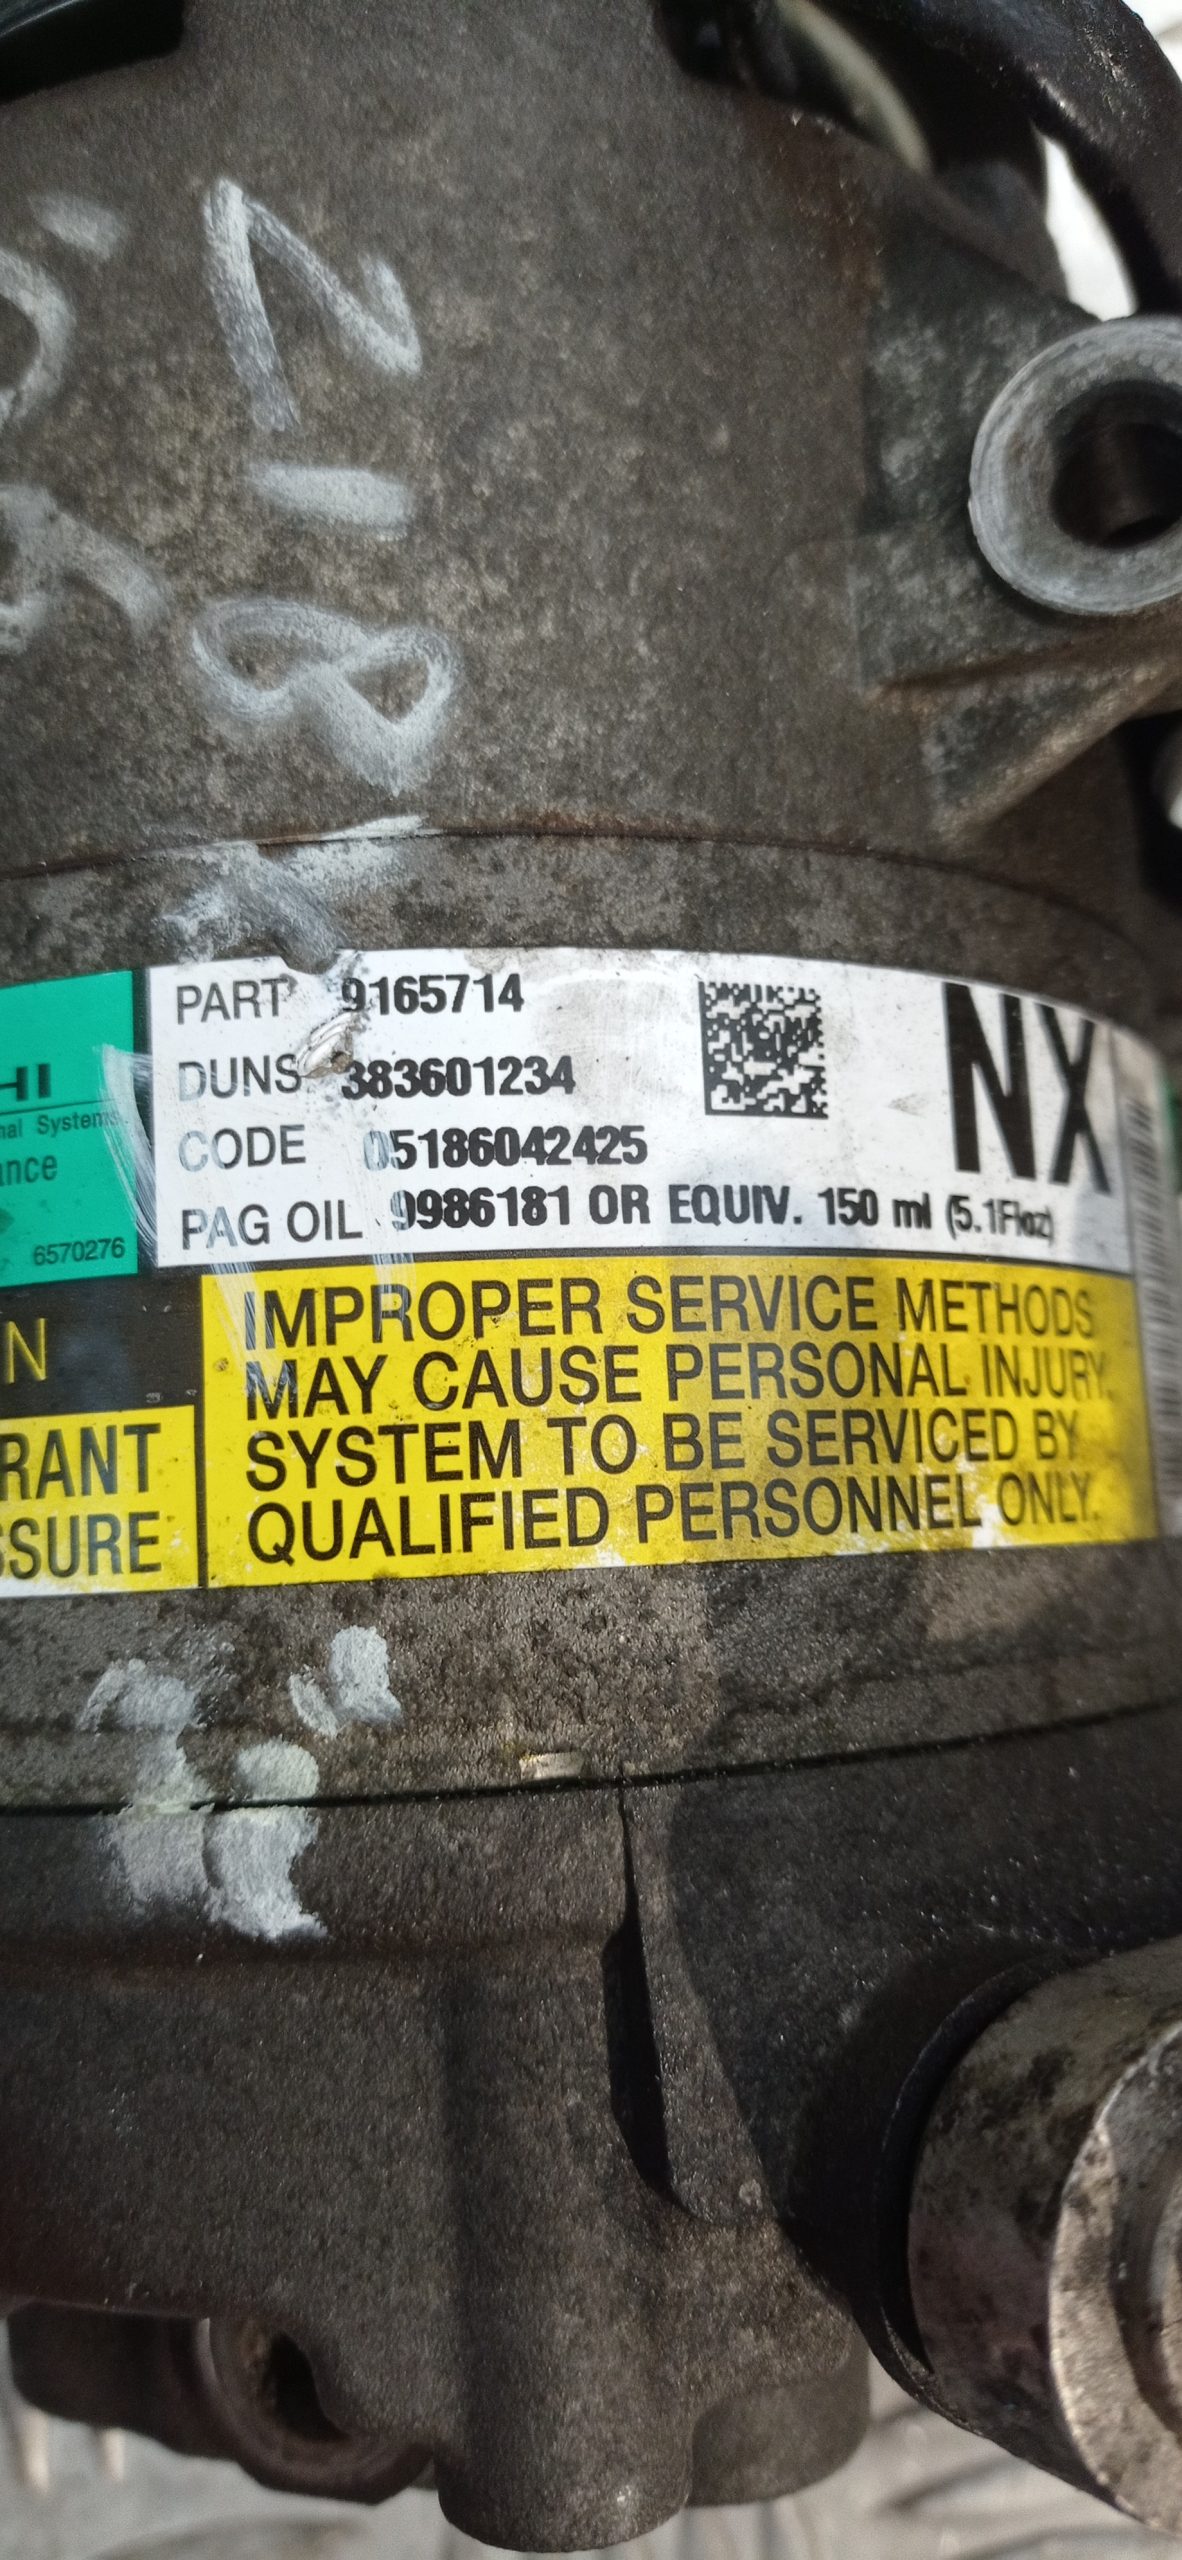 N-8
PART 9165714
DUNS 383601234
CODE 05186042425
PAG OIL 9986181 OR EQUIV. 150 ml (5.1Floz)
NX
HI
nal Systems
ance
6570276
N
RANT
SSURE
IMPROPER SERVICE METHODS
MAY CAUSE PERSONAL INJURY.
SYSTEM TO BE SERVICED BY
QUALIFIED PERSONNEL ONLY.